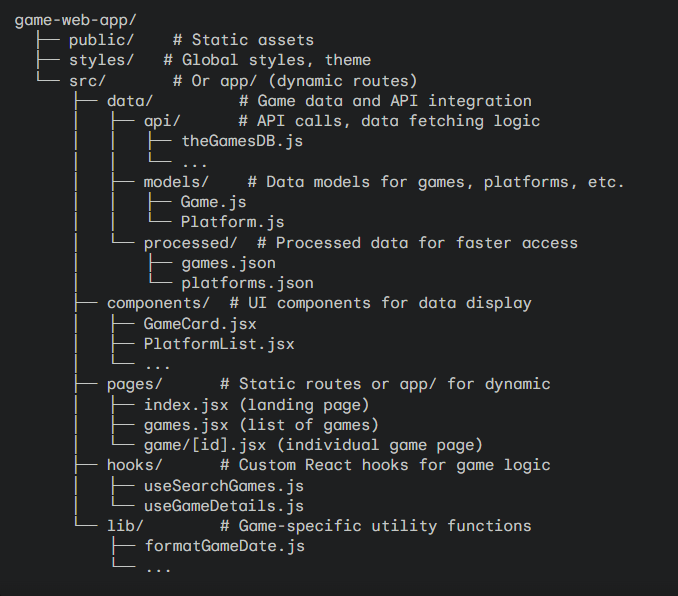 game-web-app/
├── public/    # Static assets
├── styles/   # Global styles, theme
└── src/       # Or app/ (dynamic routes)
    ├── data/         # Game data and API integration
    │   ├── api/      # API calls, data fetching logic
    │   │   ├── theGamesDB.js
    │   │   └── ...
    │   ├── models/    # Data models for games, platforms, etc.
    │   │   ├── Game.js
    │   │   └── Platform.js
    │   └── processed/  # Processed data for faster access
    │       ├── games.json
    │       └── platforms.json
    ├── components/  # UI components for data display
    │   ├── GameCard.jsx
    │   ├── PlatformList.jsx
    │   └── ...
    ├── pages/      # Static routes or app/ for dynamic
    │   ├── index.jsx (landing page)
    │   ├── games.jsx (list of games)
    │   └── game/[id].jsx (individual game page)
    ├── hooks/      # Custom React hooks for game logic
    │   ├── useSearchGames.js
    │   └── useGameDetails.js
    └── lib/        # Game-specific utility functions
        ├── formatGameDate.js
        └── ...